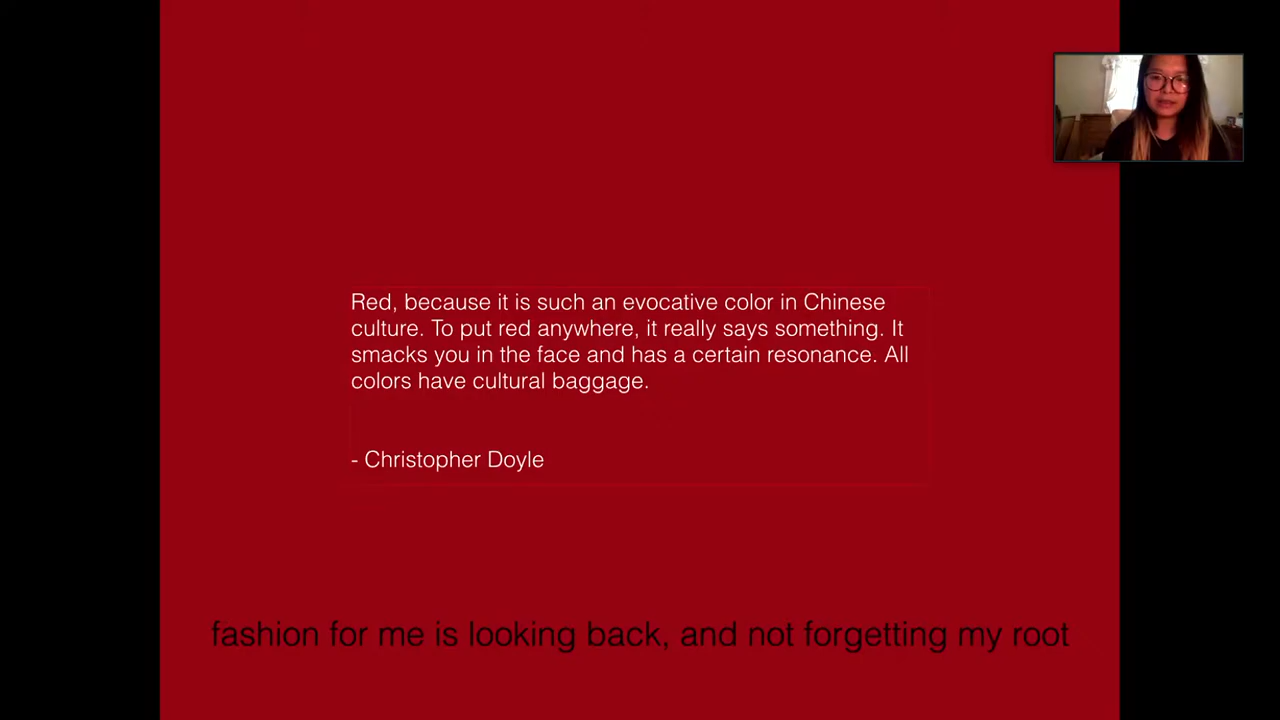 Red, because it is such an evocative color in Chinese
culture. To put red anywhere, it really says something. It
smacks you in the face and has a certain resonance. All
colors have cultural baggage.
- Christopher Doyle
fashion for me is looking back, and not forgetting my root